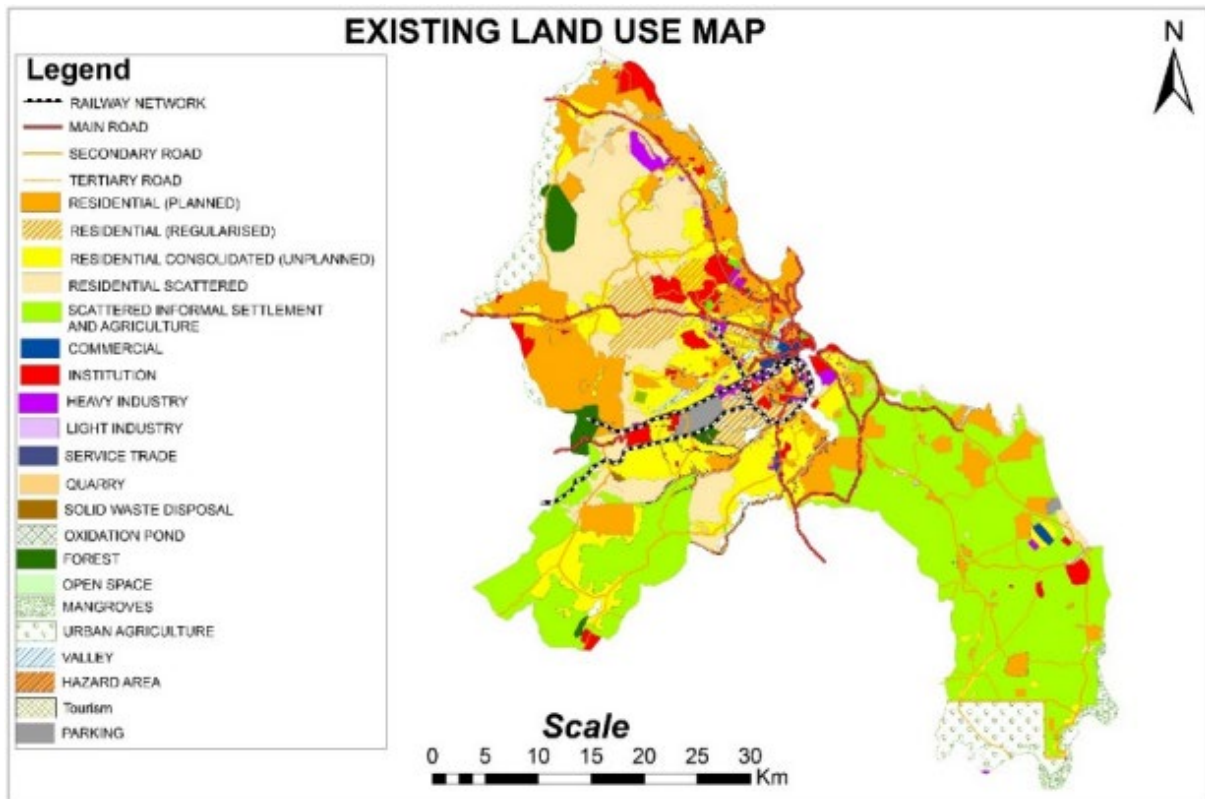 EXISTING LAND USE MAP
N
Legend
RAILWAY NETWORK
MAIN ROAD
SECONDARY ROAD
TERTIARY ROAD
RESIDENTIAL (PLANNED)
RESIDENTIAL (REGULARISED)
RESIDENTIAL CONSOLIDATED (UNPLANNED)
RESIDENTIAL SCATTERED
SCATTERED INFORMAL SETTLEMENT
AND AGRICULTURE
COMMERCIAL
INSTITUTION
HEAVY INDUSTRY
LIGHT INDUSTRY
SERVICE TRADE
QUARRY
SOLID WASTE DISPOSAL
OXIDATION POND
FOREST
OPEN SPACE
MANGROVES
URBAN AGRICULTURE
VALLEY
HAZARD AREA
Tourism
PARKING
Scale
0 5 10 15 20 25 30
Km